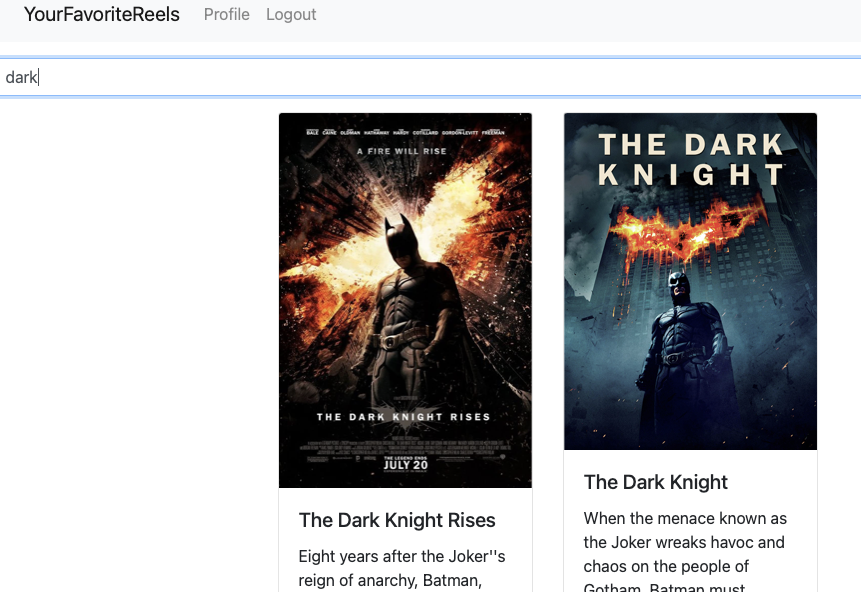 YourFavoriteReels Profile Logout
dark
BALE CAINE OLDMAN HATHAWAY HARDY COTILLARD GORDON-LEVITT FREEMAN
A FIRE WILL RISE
THE DARK KNIGHT RISES
THE LEGEND ENDS
JULY 20
The Dark Knight Rises
Eight years after the Joker''s
reign of anarchy, Batman,
THE DARK
KNIGHT
The Dark Knight
When the menace known as
the Joker wreaks havoc and
chaos on the people of
Gotham, Batman must